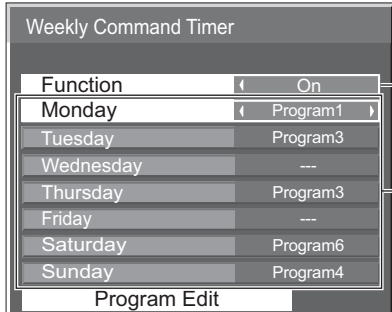 Weekly Command Timer
Function On
Monday Program1
Tuesday Program3
Wednesday ---
Thursday Program3
Friday ---
Saturday Program6
Sunday Program4
Program Edit